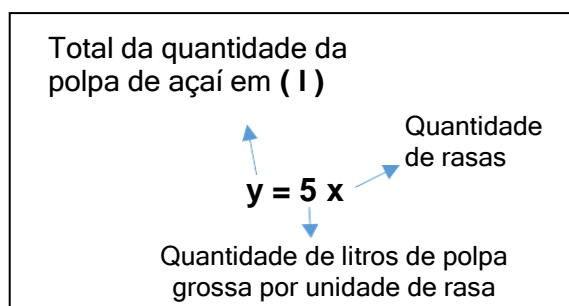 Total da quantidade da
polpa de açaí em ( l )
Quantidade
de rasas
y = 5 x
Quantidade de litros de polpa
grossa por unidade de rasa